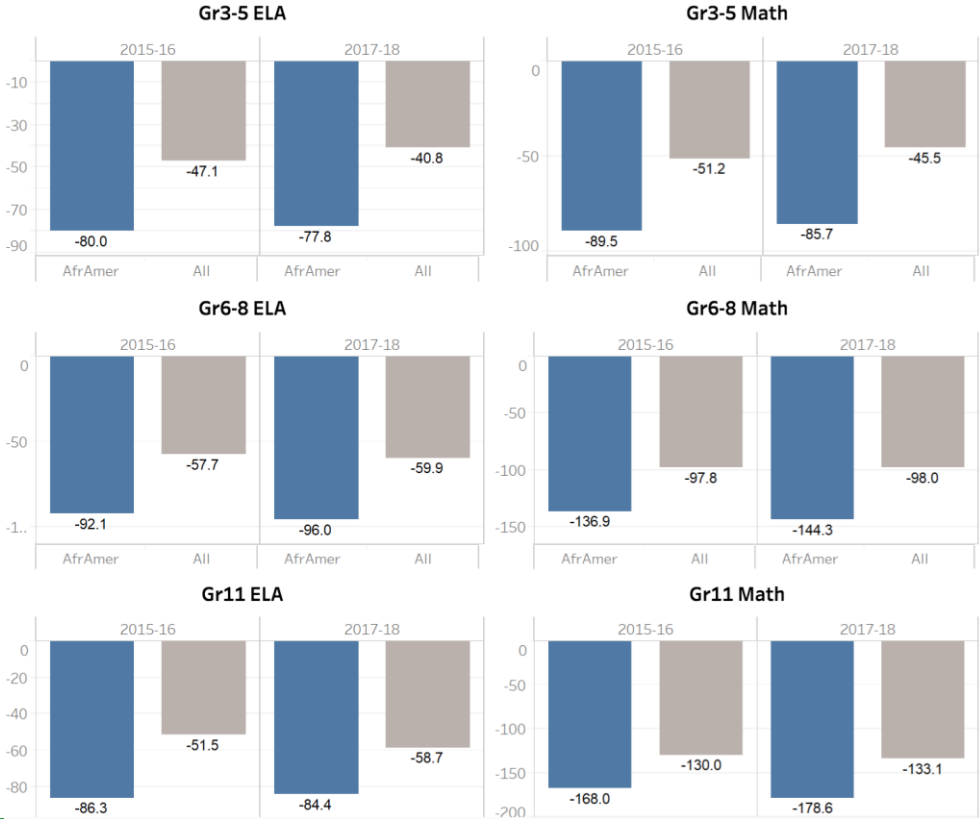 Gr3-5 ELA
2015-16 2017-18
-10
-30
-50
-70
-90
-80.0 -47.1 -77.8 -40.8
AfrAmer All AfrAmer All
Gr3-5 Math
2015-16 2017-18
0
-50
-100
-89.5 -51.2 -85.7 -45.5
AfrAmer All AfrAmer All
Gr6-8 ELA
2015-16 2017-18
0
-50
-1..
-92.1 -57.7 -96.0 -59.9
AfrAmer All AfrAmer All
Gr6-8 Math
2015-16 2017-18
0
-50
-100
-150
-136.9 -97.8 -144.3 -98.0
AfrAmer All AfrAmer All
Gr11 ELA
2015-16 2017-18
0
-20
-40
-60
-80
-86.3 -51.5 -84.4 -58.7
Gr11 Math
2015-16 2017-18
0
-50
-100
-150
-200
-168.0 -130.0 -178.6 -133.1